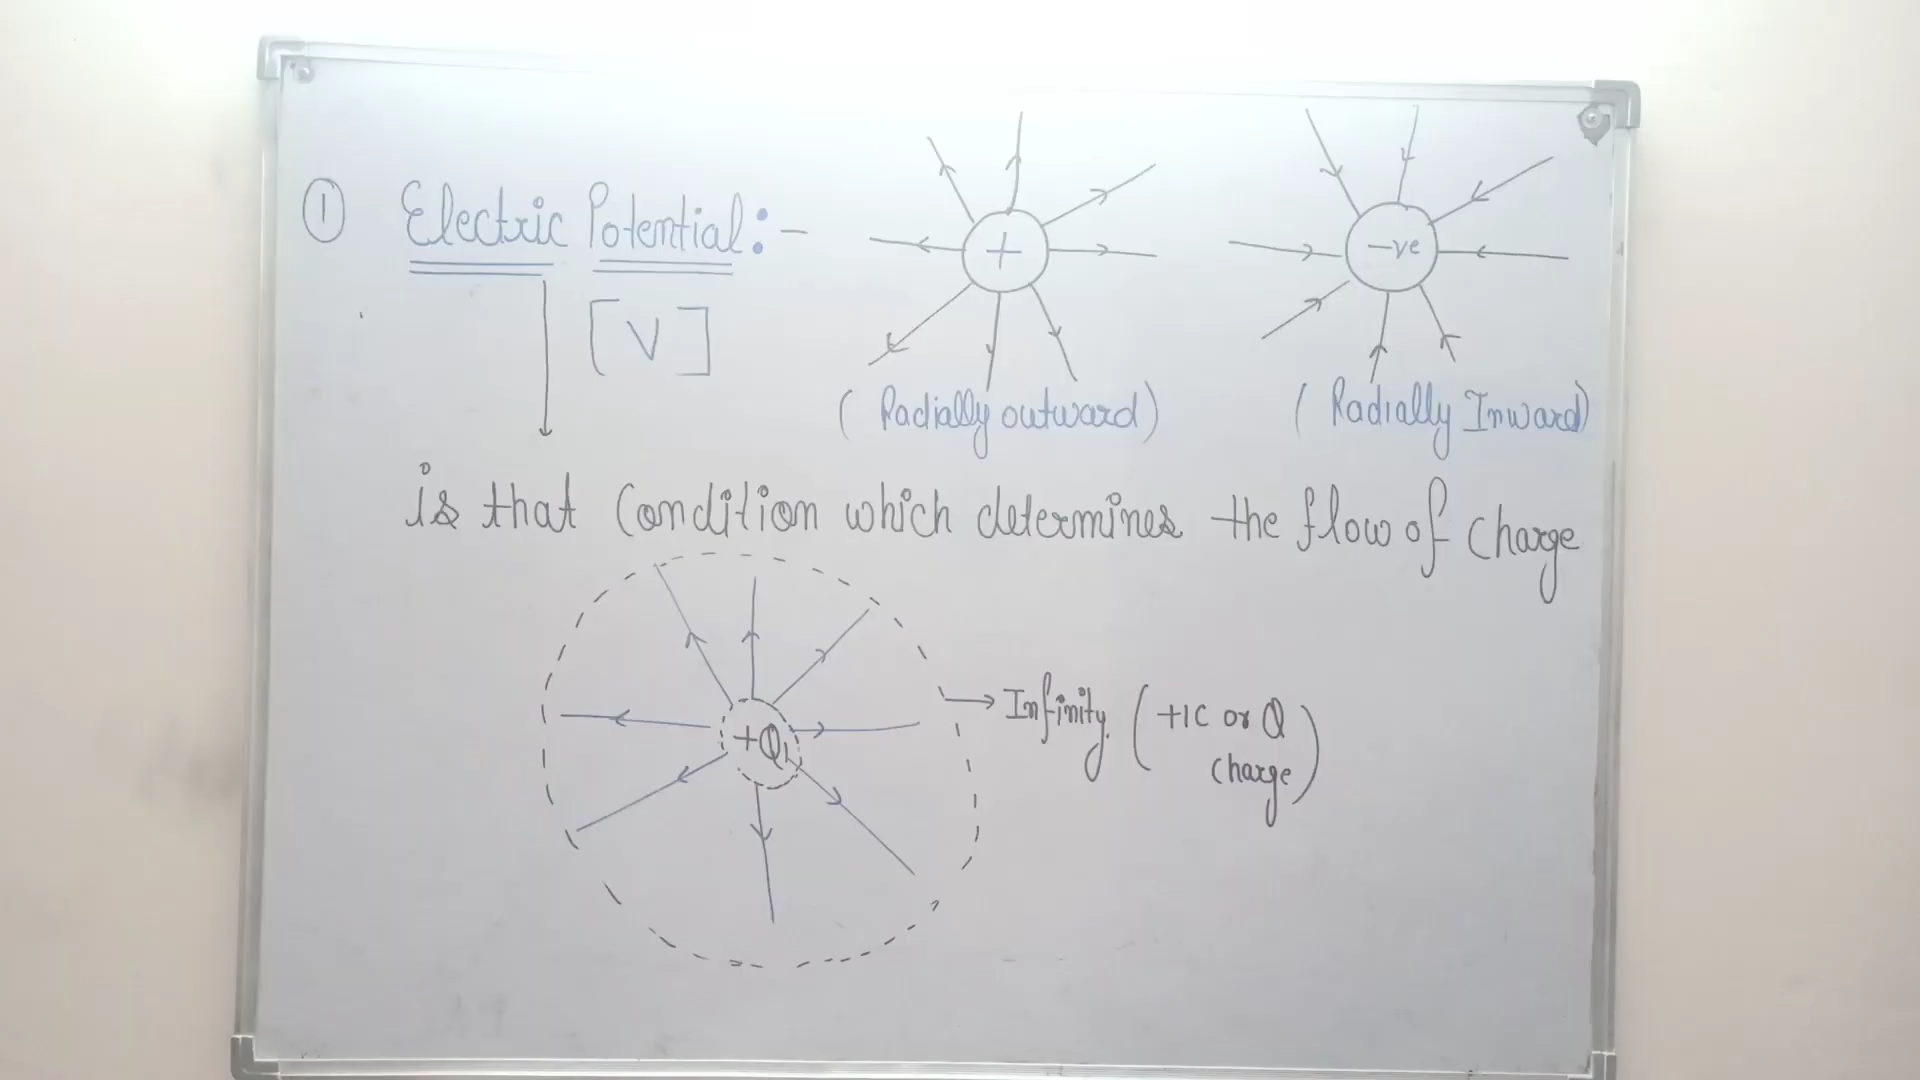 ① Electric Potential:-
[V]
+
-ve
(Radially outward)
(Radially Inward)
is that Condition which determines the flow of Charge
+Q₁
→ Infinity. (+1C or Q
Charge)